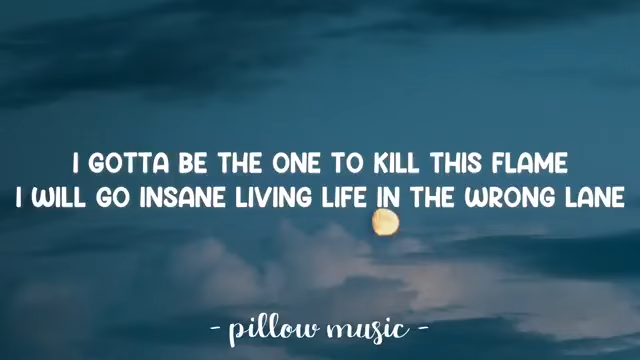 I GOTTA BE THE ONE TO KILL THIS FLAME
I WILL GO INSANE LIVING LIFE IN THE WRONG LANE
- pillow music -